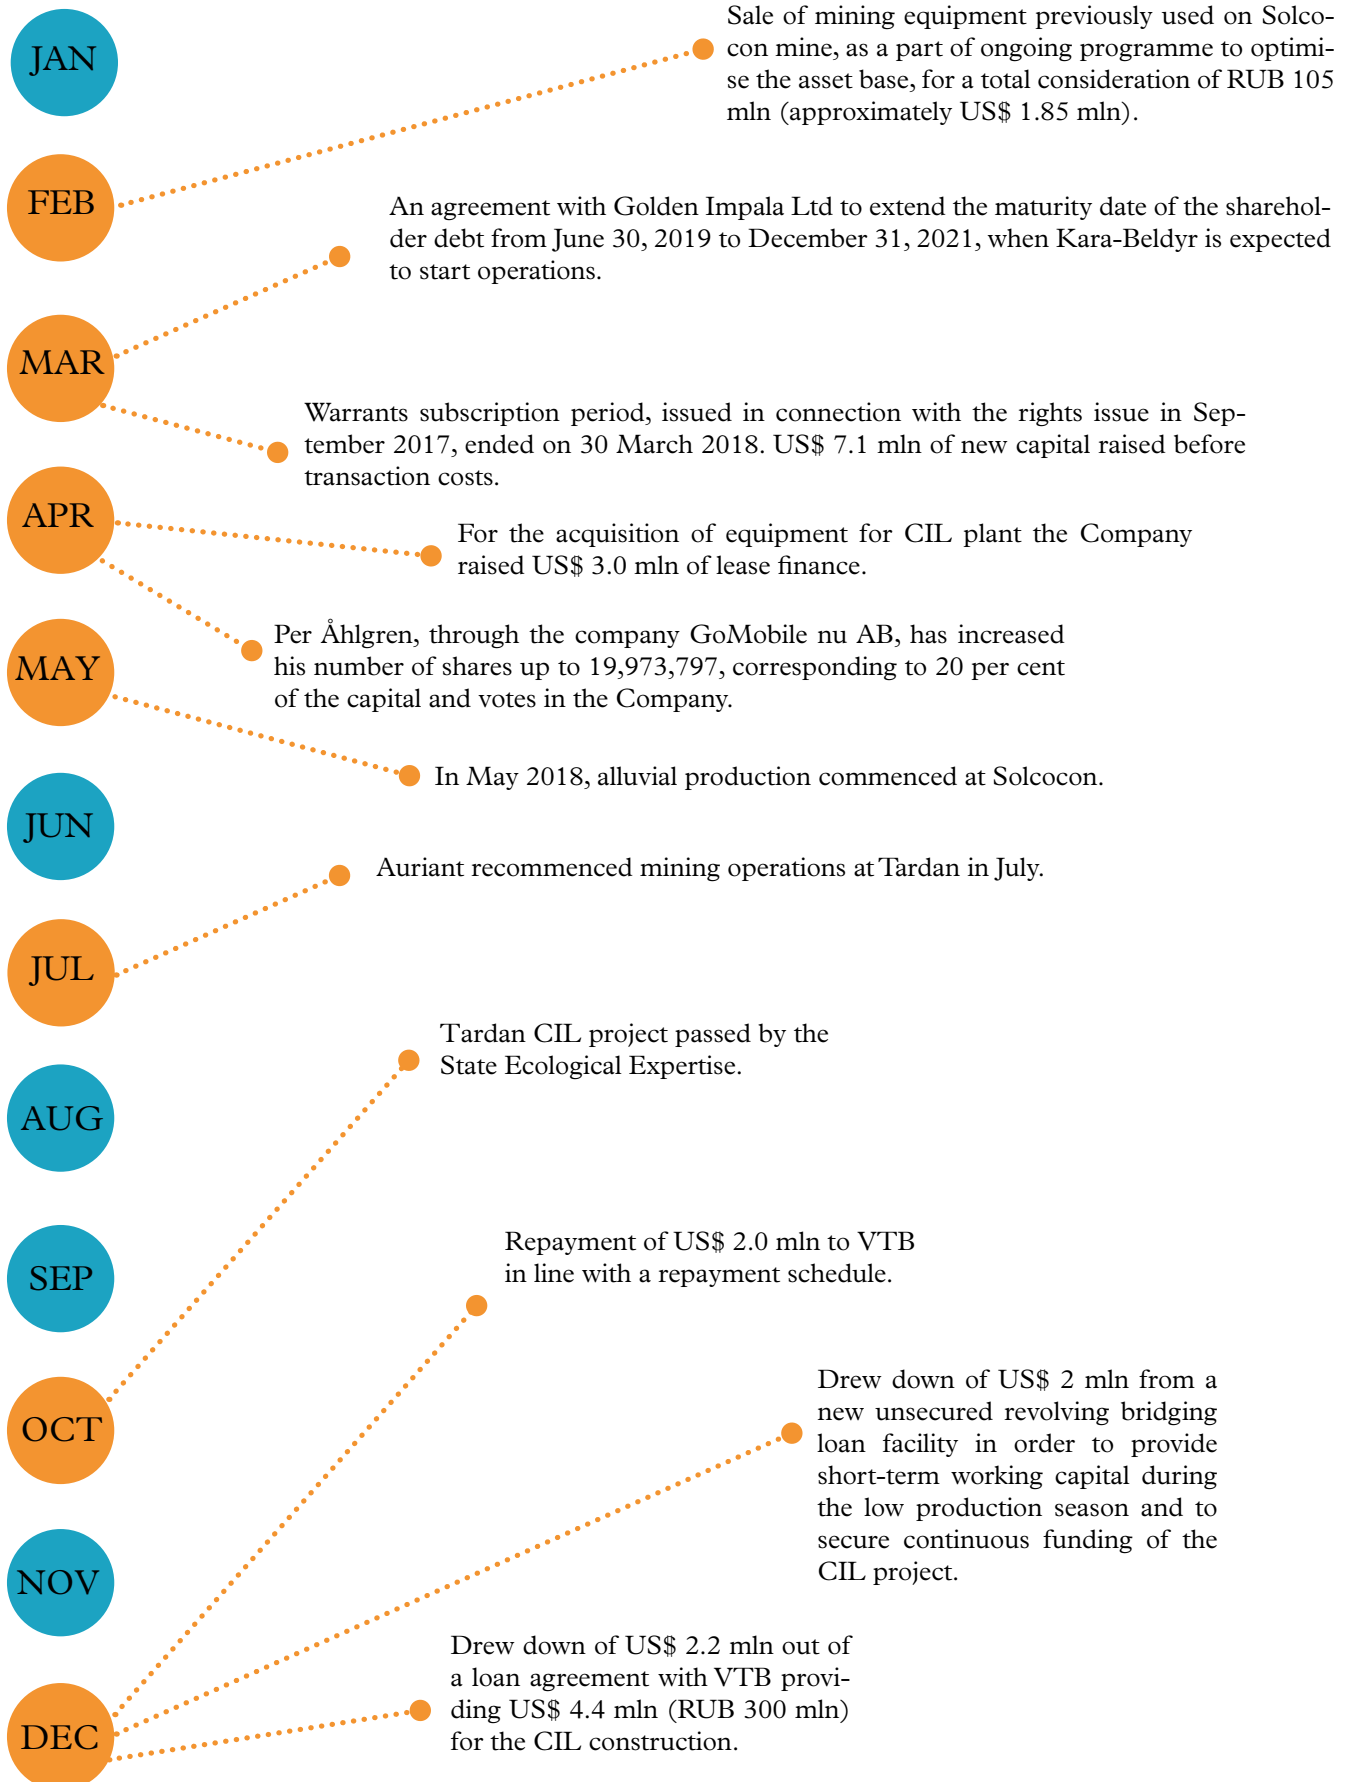 JAN
Sale of mining equipment previously used on Solco-
con mine, as a part of ongoing programme to optimi-
se the asset base, for a total consideration of RUB 105
mln (approximately US$ 1.85 mln).
FEB
An agreement with Golden Impala Ltd to extend the maturity date of the sharehol-
der debt from June 30, 2019 to December 31, 2021, when Kara-Beldyr is expected
to start operations.
MAR
Warrants subscription period, issued in connection with the rights issue in Sep-
tember 2017, ended on 30 March 2018. US$ 7.1 mln of new capital raised before
transaction costs.
APR
For the acquisition of equipment for CIL plant the Company
raised US$ 3.0 mln of lease finance.
Per Åhlgren, through the company GoMobile nu AB, has increased
his number of shares up to 19,973,797, corresponding to 20 per cent
of the capital and votes in the Company.
MAY
In May 2018, alluvial production commenced at Solcocon.
JUN
Auriant recommenced mining operations at Tardan in July.
JUL
Tardan CIL project passed by the
State Ecological Expertise.
AUG
Repayment of US$ 2.0 mln to VTB
in line with a repayment schedule.
SEP
Drew down of US$ 2 mln from a
new unsecured revolving bridging
loan facility in order to provide
short-term working capital during
the low production season and to
secure continuous funding of the
CIL project.
OCT
NOV
Drew down of US$ 2.2 mln out of
a loan agreement with VTB provi-
ding US$ 4.4 mln (RUB 300 mln)
for the CIL construction.
DEC